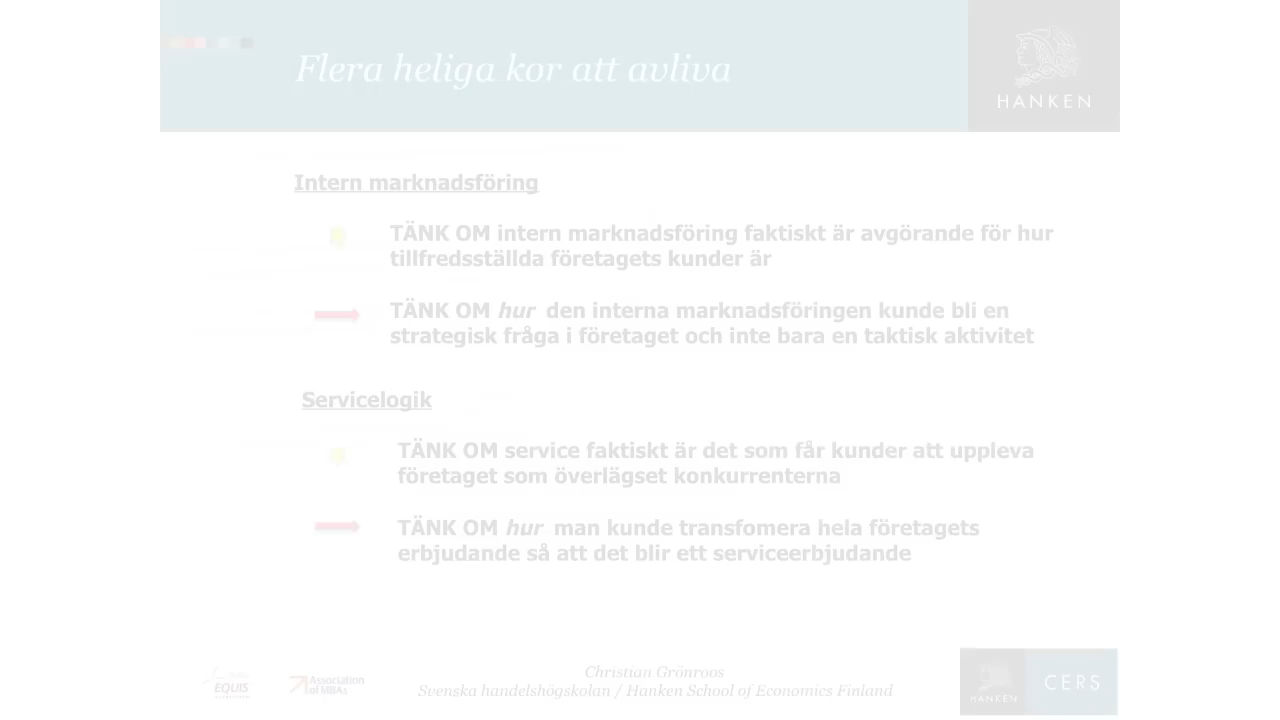 Flera heliga kor att avliva
HANKEN
Intern marknadsföring
TÄNK OM intern marknadsföring faktiskt är avgörande för hur
tillfredsställda företagets kunder är
TÄNK OM hur den interna marknadsföringen kunde bli en
strategisk fråga i företaget och inte bara en taktisk aktivitet
Servicelogik
TÄNK OM service faktiskt är det som får kunder att uppleva
företaget som överlägset konkurrenterna
TÄNK OM hur man kunde transfomera hela företagets
erbjudande så att det blir ett serviceerbjudande
EQUIS
Association
of MBAs
Christian Grönroos
Svenska handelshögskolan / Hanken School of Economics Finland
HANKEN
CERS